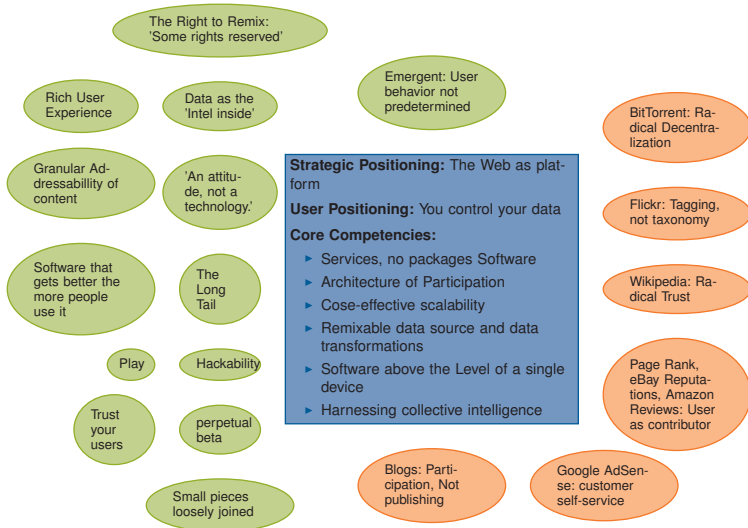 The Right to Remix:
'Some rights reserved'
Rich User
Experience
Data as the
'Intel inside'
Emergent: User
behavior not
predetermined
BitTorrent: Ra-
dical Decentra-
lization
Granular Ad-
dressabillity of
content
'An attitu-
de, not a
technology.'
Strategic Positioning: The Web as plat-
form
User Positioning: You control your data
Core Competencies:
► Services, no packages Software
► Architecture of Participation
► Cose-effective scalability
► Remixable data source and data
transformations
► Software above the Level of a single
device
► Harnessing collective intelligence
Flickr: Tagging,
not taxonomy
Software that
gets better the
more people
use it
The
Long
Tail
Wikipedia: Ra-
dical Trust
Play
Hackability
Page Rank,
eBay Reputa-
tions, Amazon
Reviews: User
as contributor
Trust
your
users
perpetual
beta
Blogs: Parti-
cipation, Not
publishing
Google AdSen-
se: customer
self-service
Small pieces
loosely joined